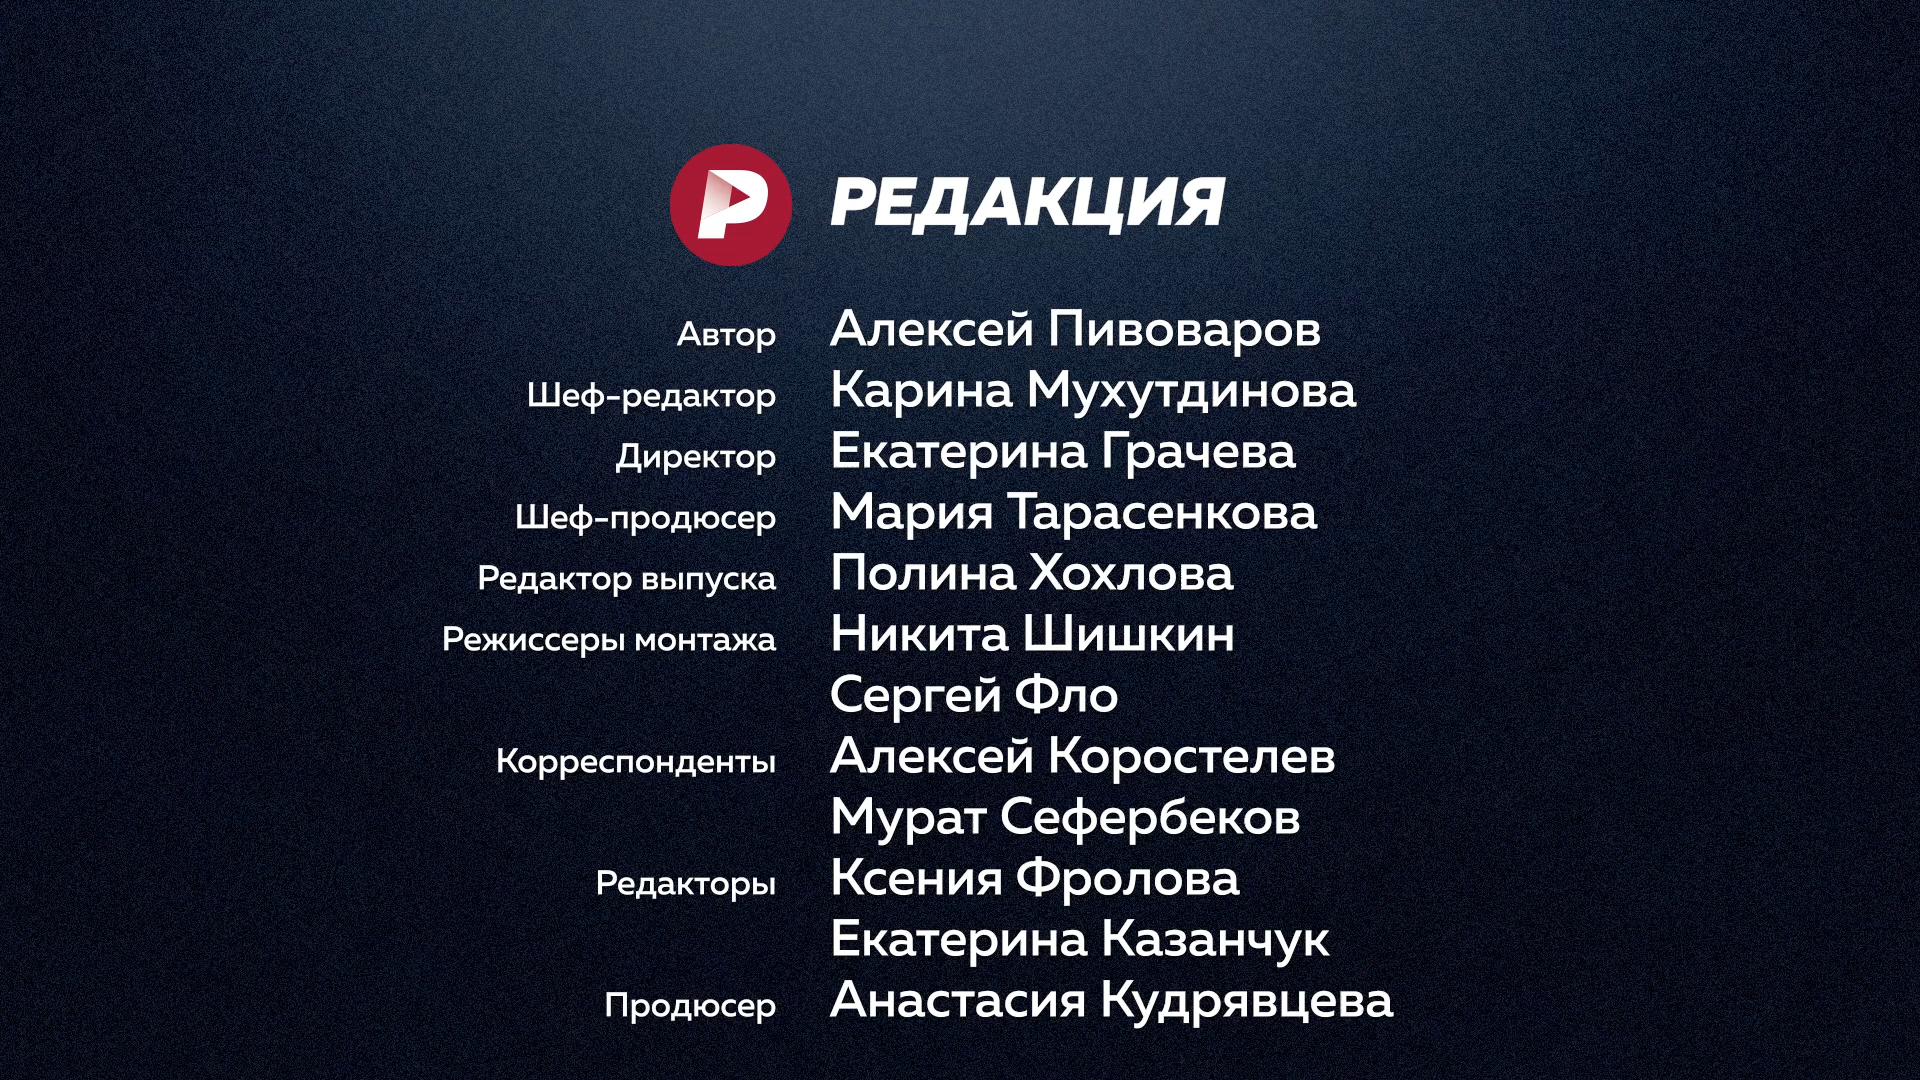 РЕДАКЦИЯ
Автор Алексей Пивоваров
Шеф-редактор Карина Мухутдинова
Директор Екатерина Грачева
Шеф-продюсер Мария Тарасенкова
Редактор выпуска Полина Хохлова
Режиссеры монтажа Никита Шишкин
Сергей Фло
Корреспонденты Алексей Коростелев
Мурат Сефербеков
Редакторы Ксения Фролова
Екатерина Казанчук
Продюсер Анастасия Кудрявцева